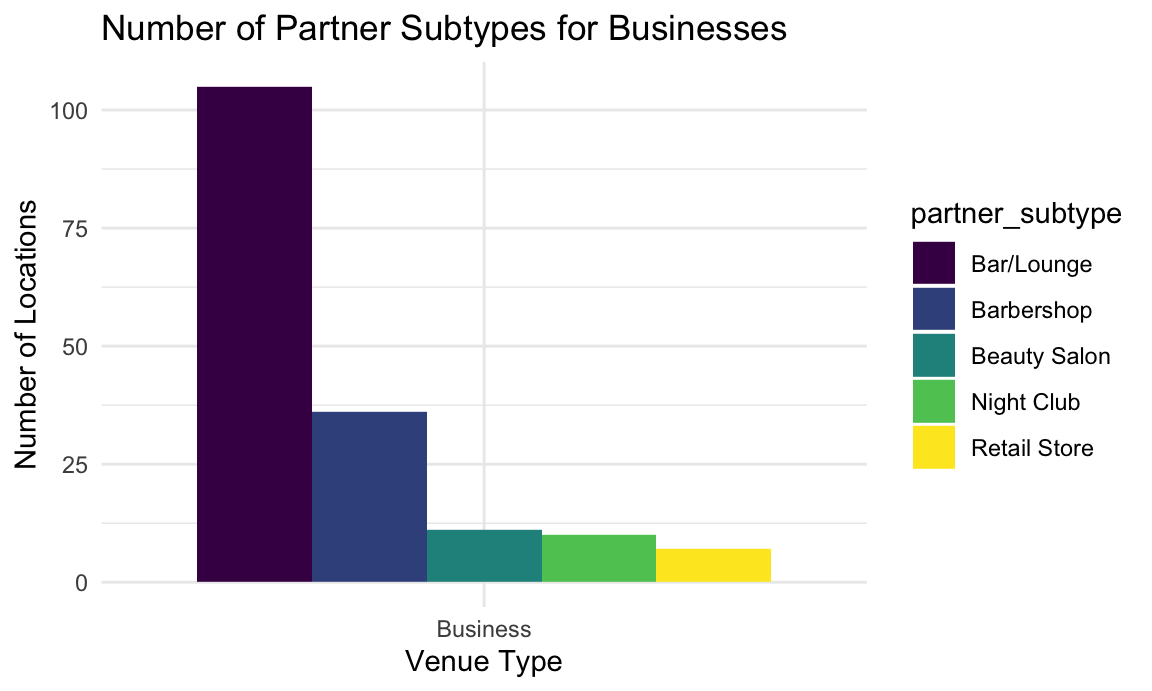 Number of Partner Subtypes for Businesses
Number of Locations
100
75
50
25
0
Business
Venue Type
partner_subtype
Bar/Lounge
Barbershop
Beauty Salon
Night Club
Retail Store